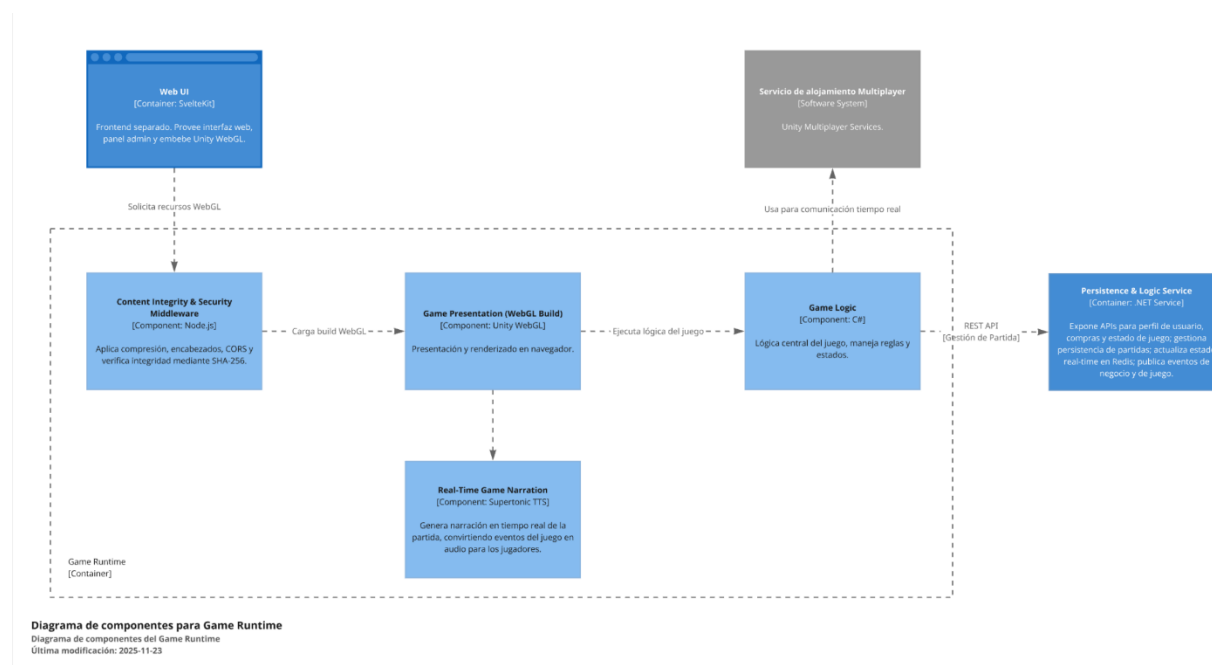 Web UI
[Container: SvelteKit]
Frontend separado. Provee interfaz web,
panel admin y embebe Unity WebGL.
Servicio de alojamiento Multiplayer
[Software System]
Unity Multiplayer Services.
Solicita recursos WebGL
Usa para comunicación tiempo real
Content Integrity & Security
Middleware
[Component: Node.js]
Aplica compresión, encabezados, CORS y
verifica integridad mediante SHA-256.
Carga build WebGL
Game Presentation (WebGL Build)
[Component: Unity WebGL]
Presentación y renderizado en navegador.
Ejecuta lógica del juego
Game Logic
[Component: C#]
Lógica central del juego, maneja reglas y
estados.
REST API
[Gestión de Partida]
Persistence & Logic Service
[Container: .NET Service]
Expone APIs para perfil de usuario,
compras y estado de juego; gestiona
persistencia de partidas; actualiza estado
real-time en Redis; publica eventos de
negocio y de juego.
Real-Time Game Narration
[Component: Supertonic TTS]
Genera narración en tiempo real de la
partida, convirtiendo eventos del juego en
audio para los jugadores.
Game Runtime
[Container]
Diagrama de componentes para Game Runtime
Diagrama de componentes del Game Runtime
Última modificación: 2025-11-23